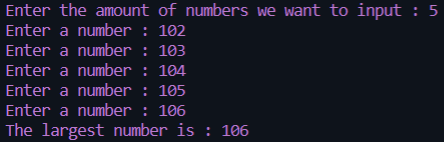 Enter the amount of numbers we want to input : 5
Enter a number : 102
Enter a number : 103
Enter a number : 104
Enter a number : 105
Enter a number : 106
The largest number is : 106